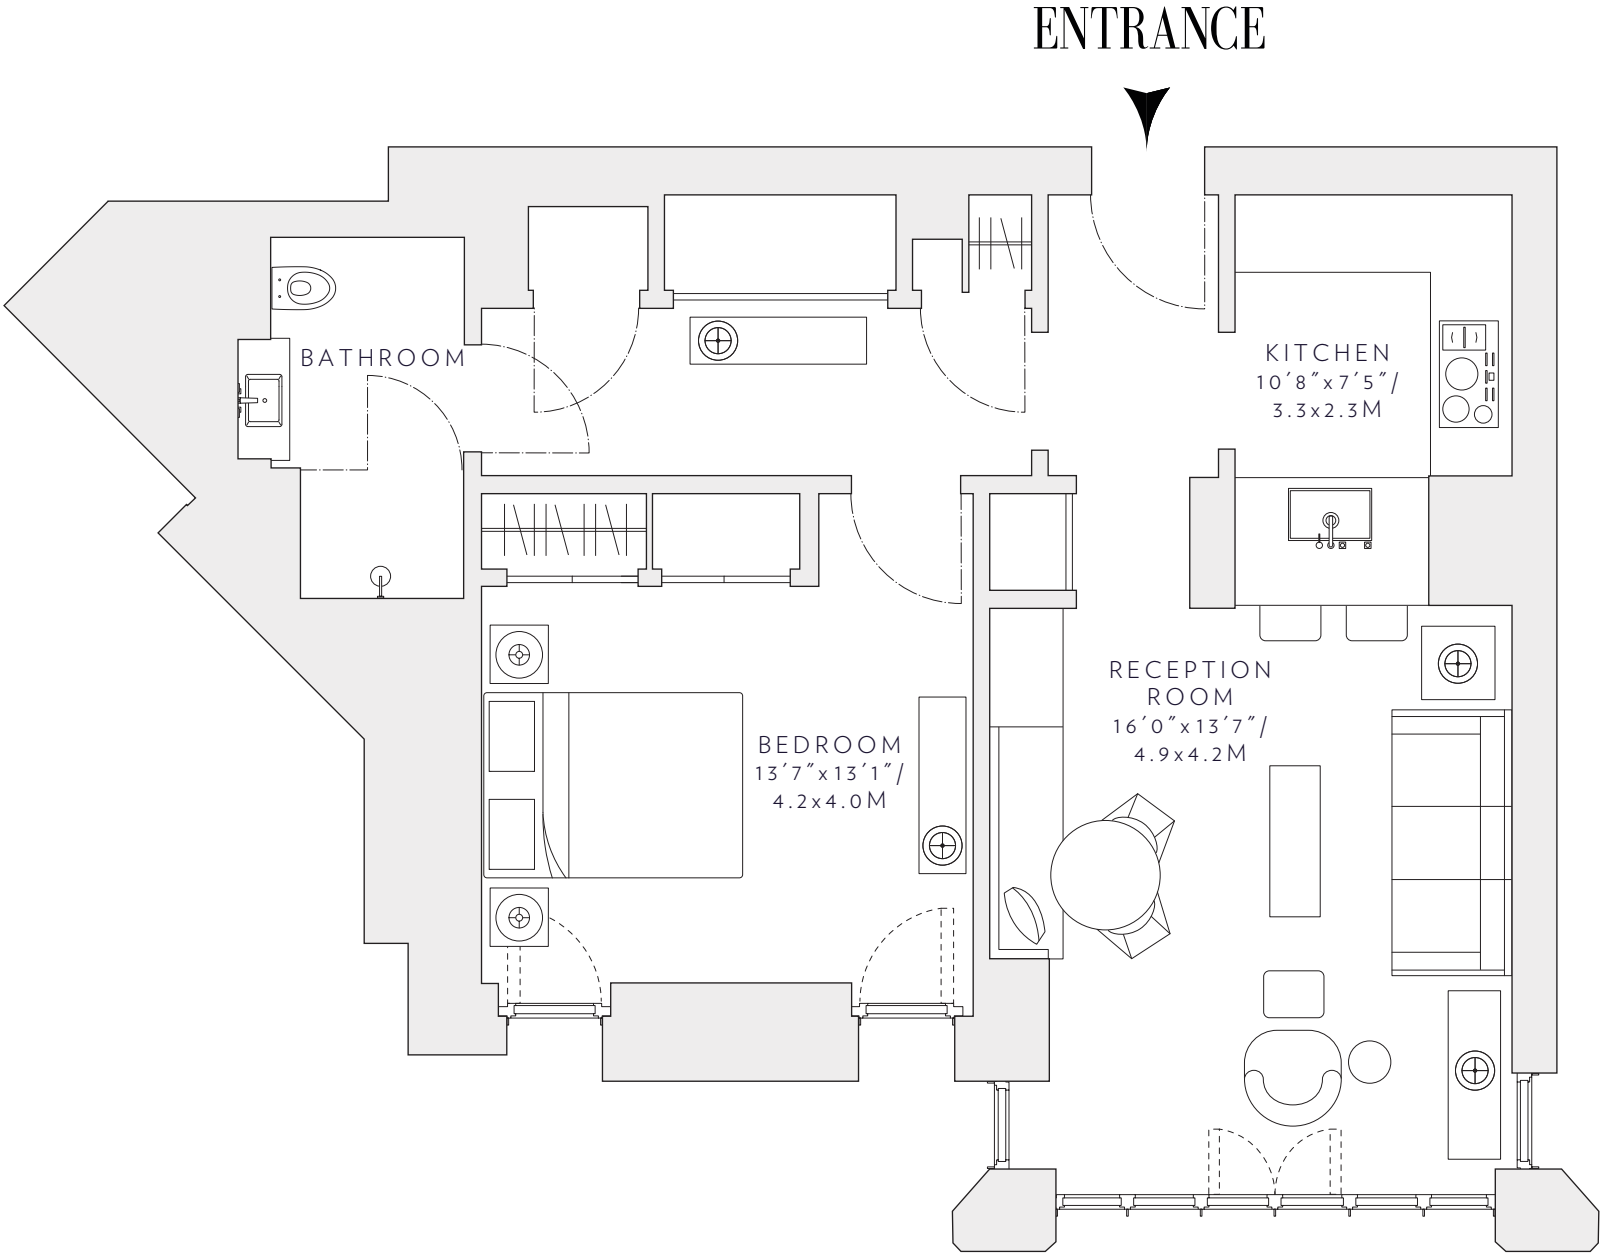 ENTRANCE
BATHROOM
KITCHEN
10´8˝x7´5˝/
3.3x2.3M
RECEPTION
ROOM
16´0˝x13´7˝/
4.9x4.2M
BEDROOM
13´7˝x13´1˝/
4.2x4.0M